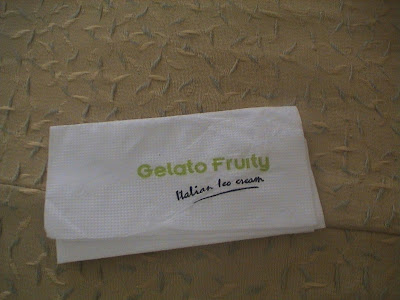 Gelato Fruity
Italian Ice cream